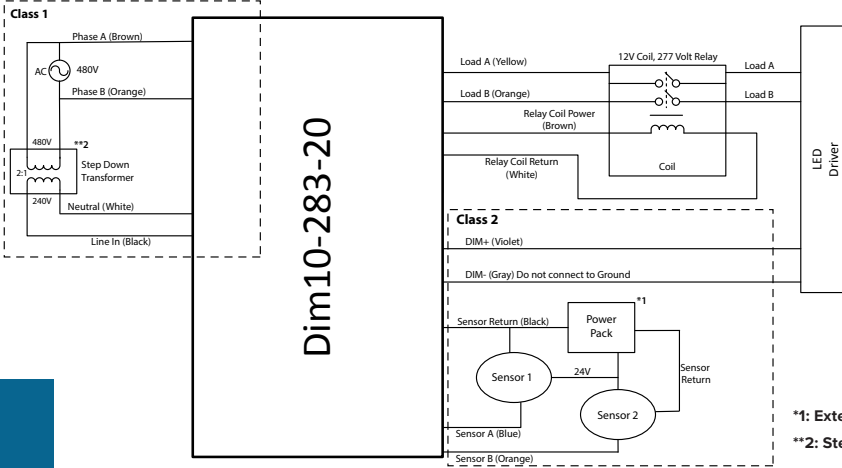 Class 1
Phase A (Brown)
AC
480V
Phase B (Orange)
480V
**2
2:1
Step Down
Transformer
240V
Neutral (White)
Line In (Black)
Dim10-283-20
12V Coil, 277 Volt Relay
Load A (Yellow)
Load A
Load B (Orange)
Load B
Relay Coil Power
(Brown)
Relay Coil Return
(White)
Coil
LED
Driver
Class 2
DIM+ (Violet)
DIM- (Gray) Do not connect to Ground
*1
Sensor Return (Black)
Power
Pack
Sensor 1
24V
Sensor
Return
Sensor 2
Sensor A (Blue)
Sensor B (Orange)
*1: Exte
**2: Ste